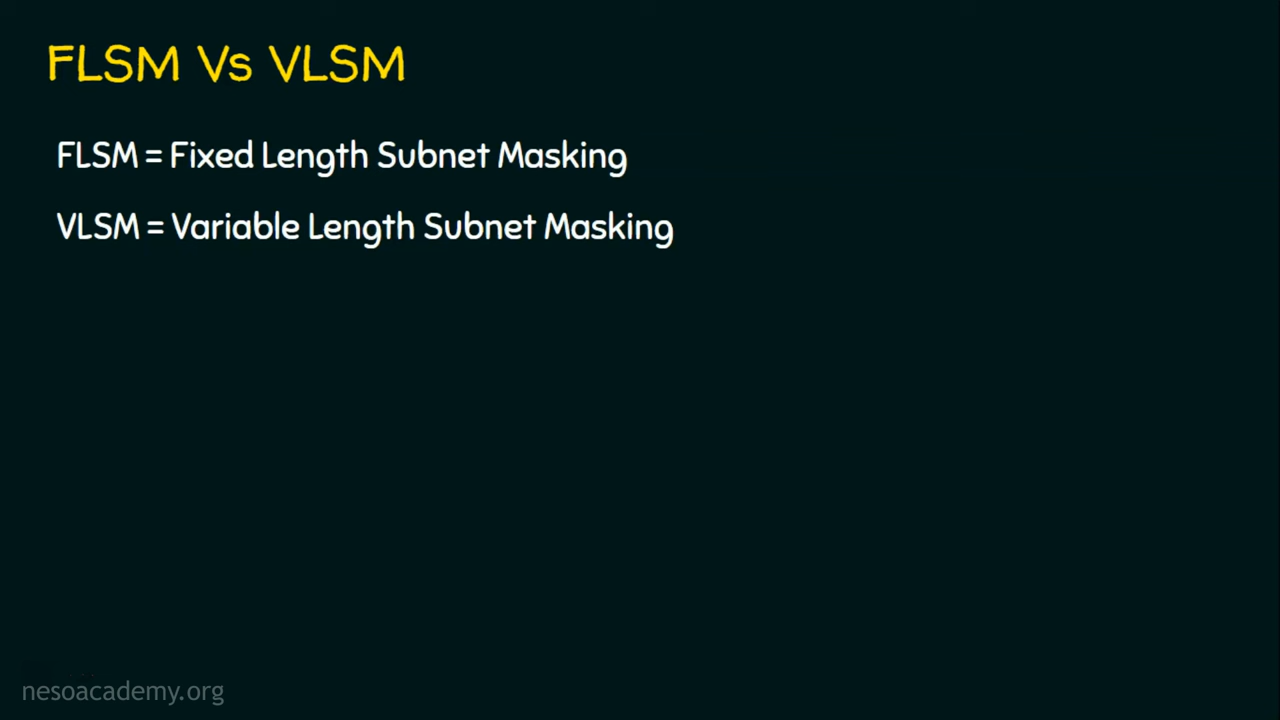 FLSM Vs VLSM
FLSM = Fixed Length Subnet Masking
VLSM = Variable Length Subnet Masking
nesoacademy.org